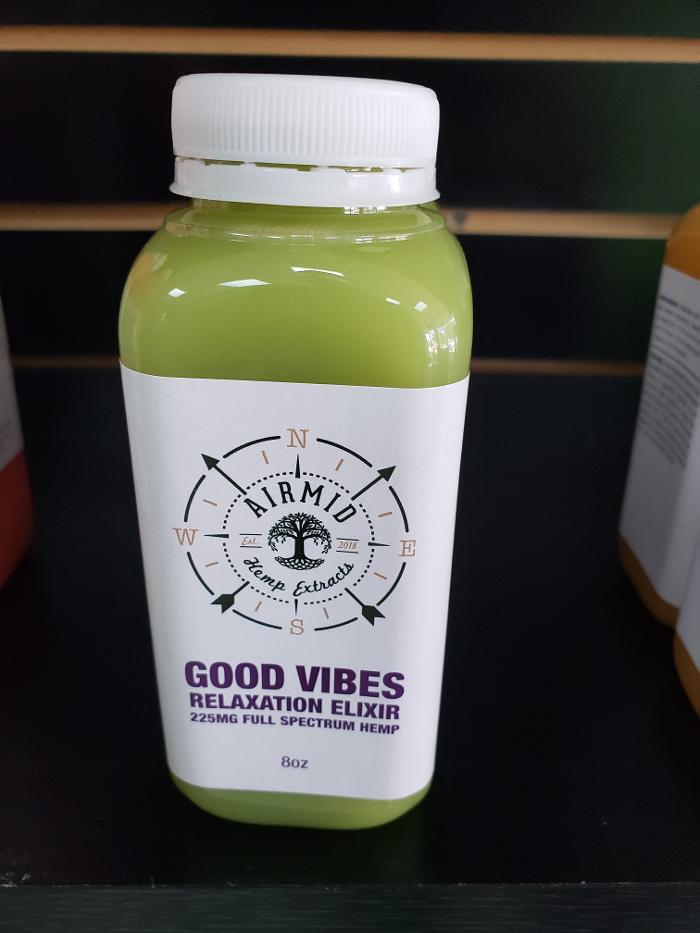 N
AIRMID
W
Est.
2018
E
Hemp Extracts
S
GOOD VIBES
RELAXATION ELIXIR
225MG FULL SPECTRUM HEMP
8oz